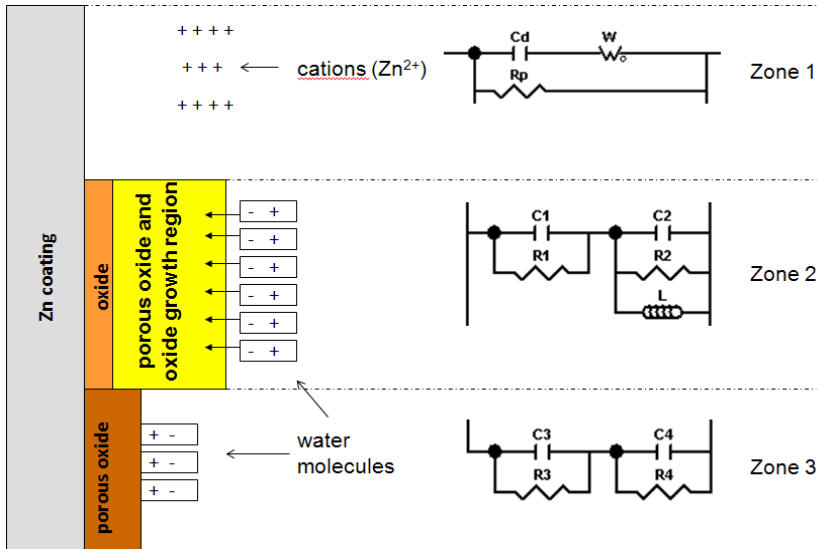 + + + +
+ + +
+ + + +
cations (Zn²⁺)
Cd
W
Rp
Zone 1
Zn coating
oxide
porous oxide and
oxide growth region
- +
- +
- +
- +
- +
- +
C1
R1
C2
R2
L
Zone 2
porous oxide
+ -
+ -
+ -
water
molecules
C3
R3
C4
R4
Zone 3